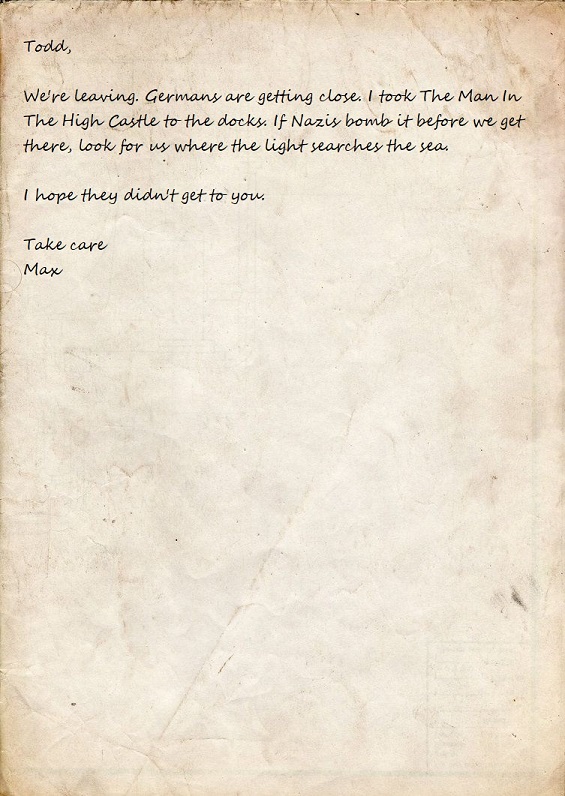 Todd,
We're leaving. Germans are getting close. I took The Man In
The High Castle to the docks. If Nazis bomb it before we get
there, look for us where the light searches the sea.
I hope they didn't get to you.
Take care
Max